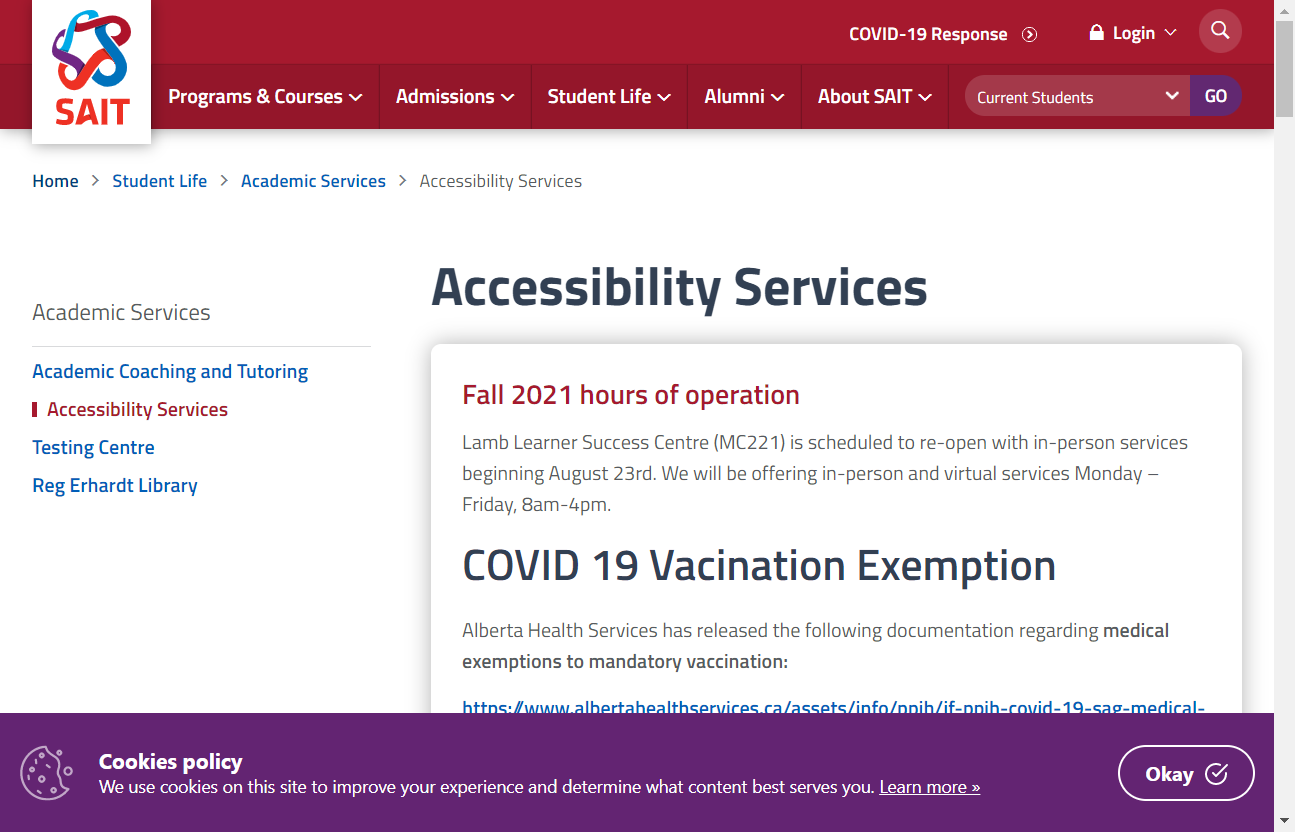 COVID-19 Response
Login
SAIT
Programs & Courses
Admissions
Student Life
Alumni
About SAIT
Current Students
GO
Home
Student Life
Academic Services
Accessibility Services
Academic Services
Academic Coaching and Tutoring
Accessibility Services
Testing Centre
Reg Erhardt Library
Accessibility Services
Fall 2021 hours of operation
Lamb Learner Success Centre (MC221) is scheduled to re-open with in-person services
beginning August 23rd. We will be offering in-person and virtual services Monday –
Friday, 8am-4pm.
COVID 19 Vacination Exemption
Alberta Health Services has released the following documentation regarding medical
exemptions to mandatory vaccination:
https://www.albertahealthservices.ca/assets/info/ppih/if-ppih-covid-19-sag-medical-
Cookies policy
We use cookies on this site to improve your experience and determine what content best serves you. Learn more »
Okay